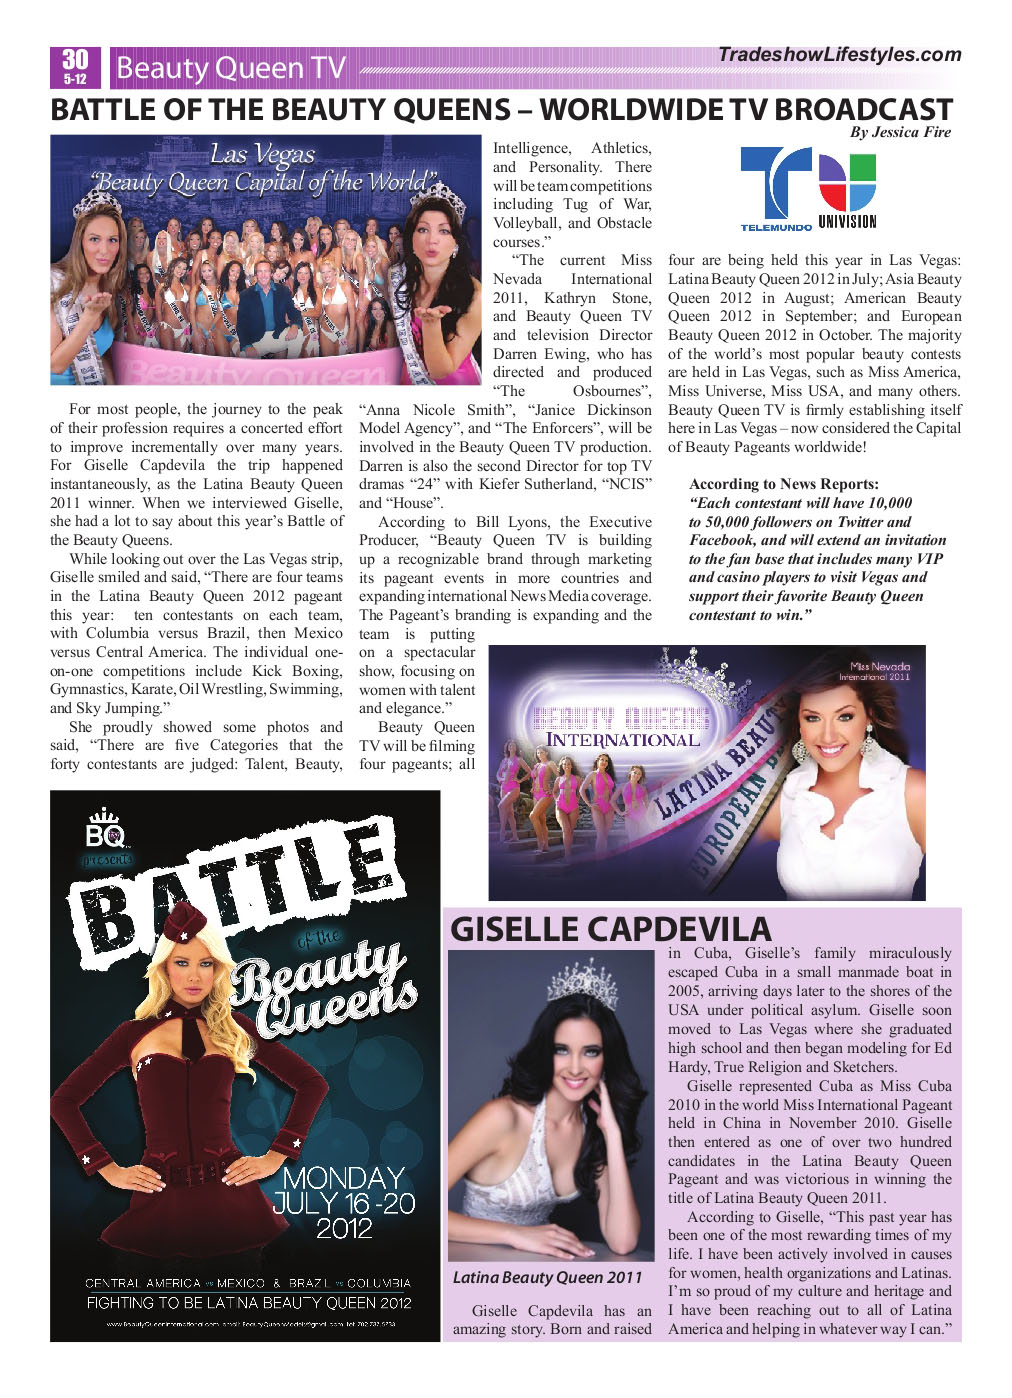 30
5-12
Beauty Queen TV
TradeshowLifestyles.com
BATTLE OF THE BEAUTY QUEENS – WORLDWIDE TV BROADCAST
By Jessica Fire
Las Vegas
"Beauty Queen Capital of the World"
Beauty Queen
For most people, the journey to the peak
of their profession requires a concerted effort
to improve incrementally over many years.
For Giselle Capdevila the trip happened
instantaneously, as the Latina Beauty Queen
2011 winner. When we interviewed Giselle,
she had a lot to say about this year's Battle of
the Beauty Queens.
While looking out over the Las Vegas strip,
Giselle smiled and said, "There are four teams
in the Latina Beauty Queen 2012 pageant
this year: ten contestants on each team,
with Columbia versus Brazil, then Mexico
versus Central America. The individual one-
on-one competitions include Kick Boxing,
Gymnastics, Karate, Oil Wrestling, Swimming,
and Sky Jumping."
She proudly showed some photos and
said, "There are five Categories that the
forty contestants are judged: Talent, Beauty,
Intelligence, Athletics,
and Personality. There
will be team competitions
including Tug of War,
Volleyball, and Obstacle
courses."
"The current Miss
Nevada International
2011, Kathryn Stone,
and Beauty Queen TV
and television Director
Darren Ewing, who has
directed and produced
"The Osbournes",
"Anna Nicole Smith", "Janice Dickinson
Model Agency", and "The Enforcers", will be
involved in the Beauty Queen TV production.
Darren is also the second Director for top TV
dramas "24" with Kiefer Sutherland, "NCIS"
and "House".
According to Bill Lyons, the Executive
Producer, "Beauty Queen TV is building
up a recognizable brand through marketing
its pageant events in more countries and
expanding international News Media coverage.
The Pageant's branding is expanding and the
team is putting
on a spectacular
show, focusing on
women with talent
and elegance."
Beauty Queen
TV will be filming
four pageants; all
TELEMUNDO
UNIVISION
four are being held this year in Las Vegas:
Latina Beauty Queen 2012 in July; Asia Beauty
Queen 2012 in August; American Beauty
Queen 2012 in September; and European
Beauty Queen 2012 in October. The majority
of the world's most popular beauty contests
are held in Las Vegas, such as Miss America,
Miss Universe, Miss USA, and many others.
Beauty Queen TV is firmly establishing itself
here in Las Vegas – now considered the Capital
of Beauty Pageants worldwide!
According to News Reports:
"Each contestant will have 10,000
to 50,000 followers on Twitter and
Facebook, and will extend an invitation
to the fan base that includes many VIP
and casino players to visit Vegas and
support their favorite Beauty Queen
contestant to win."
Miss Nevada
International 2011
BEAUTY QUEENS
INTERNATIONAL
LATINA BEAUTY
EUROPEAN BE
BQ
presents
BATTLE
of the
Beauty
Queens
MONDAY
JULY 16-20
2012
CENTRAL AMERICA vs MEXICO & BRAZIL vs COLUMBIA
FIGHTING TO BE LATINA BEAUTY QUEEN 2012
GISELLE CAPDEVILA
Latina Beauty Queen 2011
Giselle Capdevila has an
amazing story. Born and raised
in Cuba, Giselle's family miraculously
escaped Cuba in a small manmade boat in
2005, arriving days later to the shores of the
USA under political asylum. Giselle soon
moved to Las Vegas where she graduated
high school and then began modeling for Ed
Hardy, True Religion and Sketchers.
Giselle represented Cuba as Miss Cuba
2010 in the world Miss International Pageant
held in China in November 2010. Giselle
then entered as one of over two hundred
candidates in the Latina Beauty Queen
Pageant and was victorious in winning the
title of Latina Beauty Queen 2011.
According to Giselle, "This past year has
been one of the most rewarding times of my
life. I have been actively involved in causes
for women, health organizations and Latinas.
I'm so proud of my culture and heritage and
I have been reaching out to all of Latina
America and helping in whatever way I can."